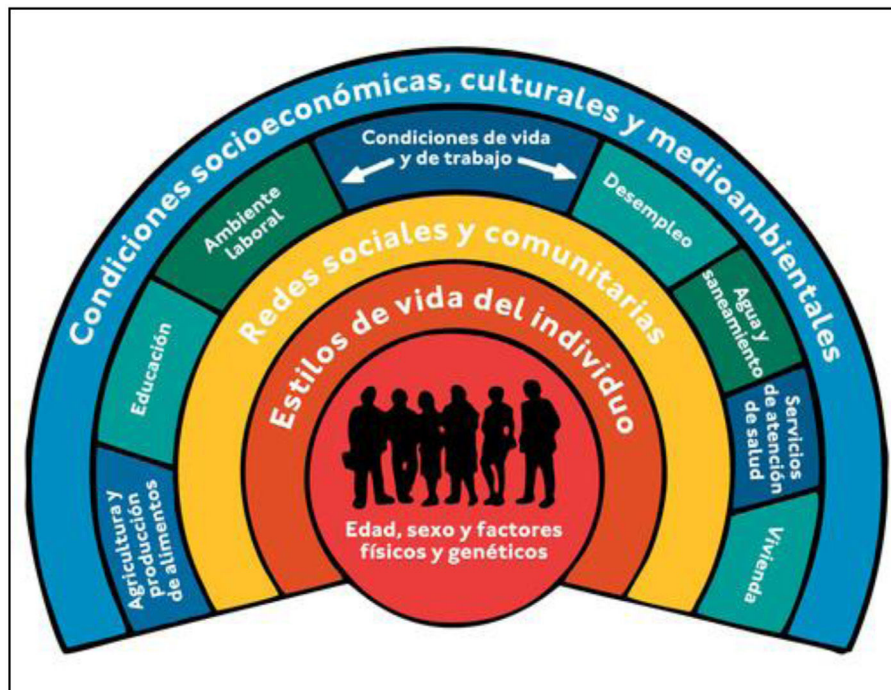 Condiciones socioeconómicas, culturales y medioambientales
Condiciones de vida
y de trabajo
Agricultura y
producción
de alimentos
Educación
Ambiente
laboral
Desempleo
Agua y
saneamiento
Servicios
de atención
de salud
Vivienda
Redes sociales y comunitarias
Estilos de vida del individuo
Edad, sexo y factores
físicos y genéticos